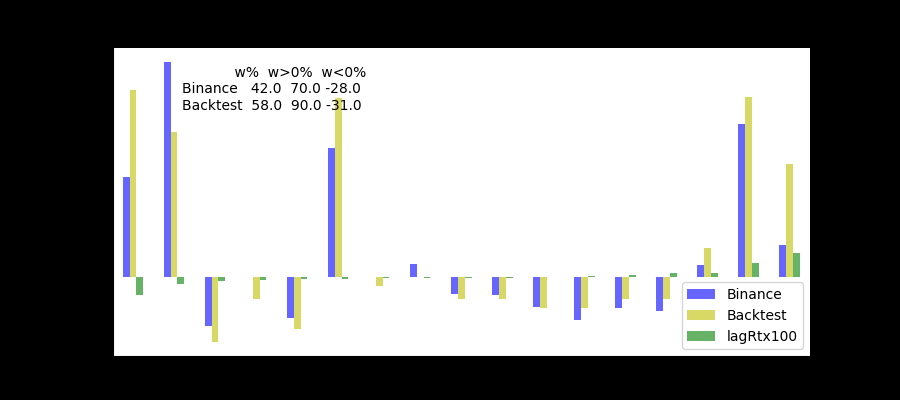 w% w>0% w<0%
Binance 42.0 70.0 -28.0
Backtest 58.0 90.0 -31.0
Binance
Backtest
lagRtx100